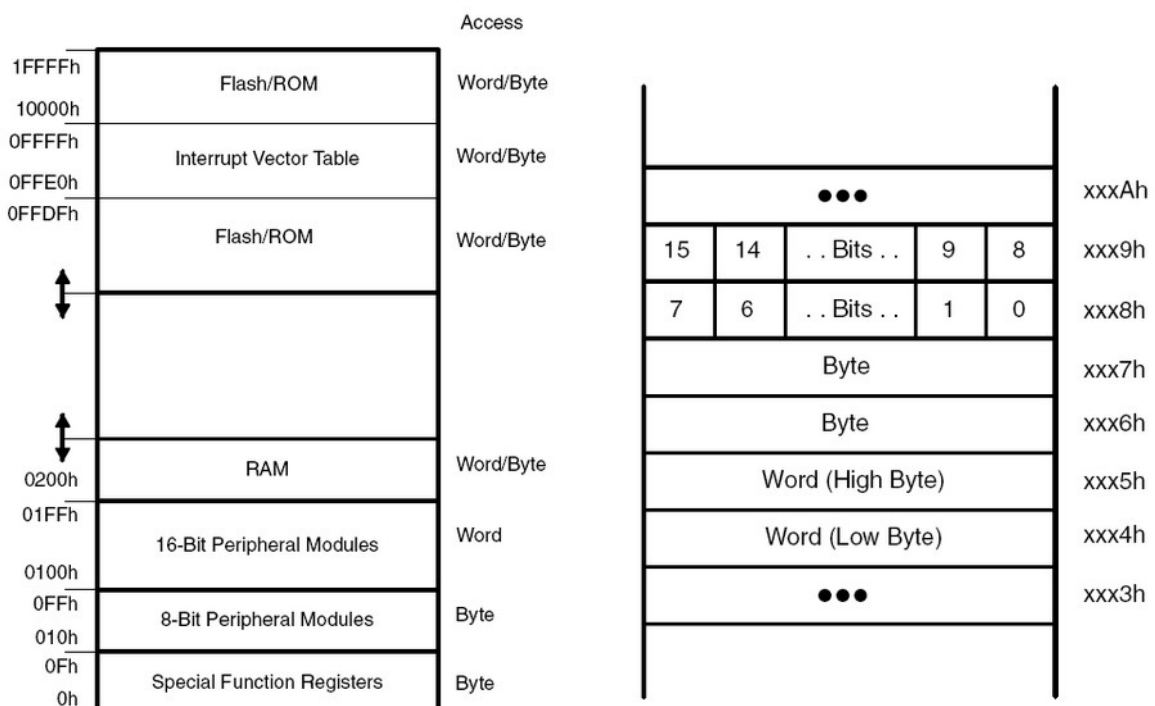 Access
1FFFFh
Flash/ROM
Word/Byte
10000h
0FFFFh
Interrupt Vector Table
Word/Byte
0FFE0h
0FFDFh
Flash/ROM
Word/Byte
RAM
Word/Byte
0200h
01FFh
16-Bit Peripheral Modules
Word
0100h
0FFh
8-Bit Peripheral Modules
Byte
010h
0Fh
Special Function Registers
Byte
0h
●●● xxxAh
15 14 . . Bits . . 9 8 xxx9h
7 6 . . Bits . . 1 0 xxx8h
Byte xxx7h
Byte xxx6h
Word (High Byte) xxx5h
Word (Low Byte) xxx4h
●●● xxx3h